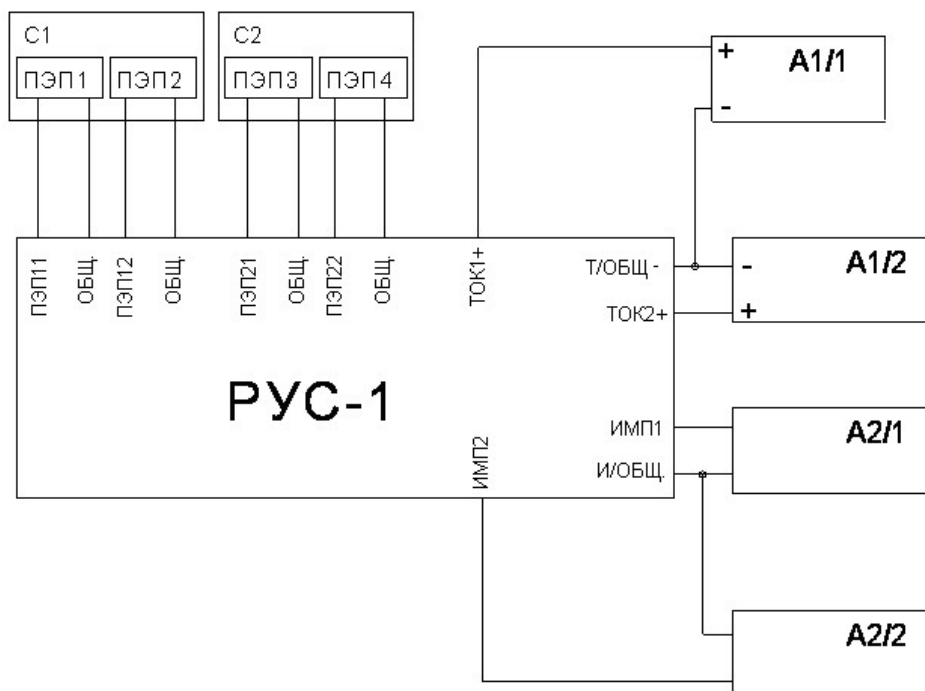 С1
С2
ПЭП1
ПЭП2
ПЭП3
ПЭП4
+
-
А1/1
ПЭП11
ОБЩ.
ПЭП12
ОБЩ.
ПЭП21
ОБЩ.
ПЭП22
ОБЩ.
ТОК1+
Т/ОБЩ -
ТОК2+
-
+
А1/2
РУС-1
ИМП2
ИМП1
И/ОБЩ.
А2/1
А2/2